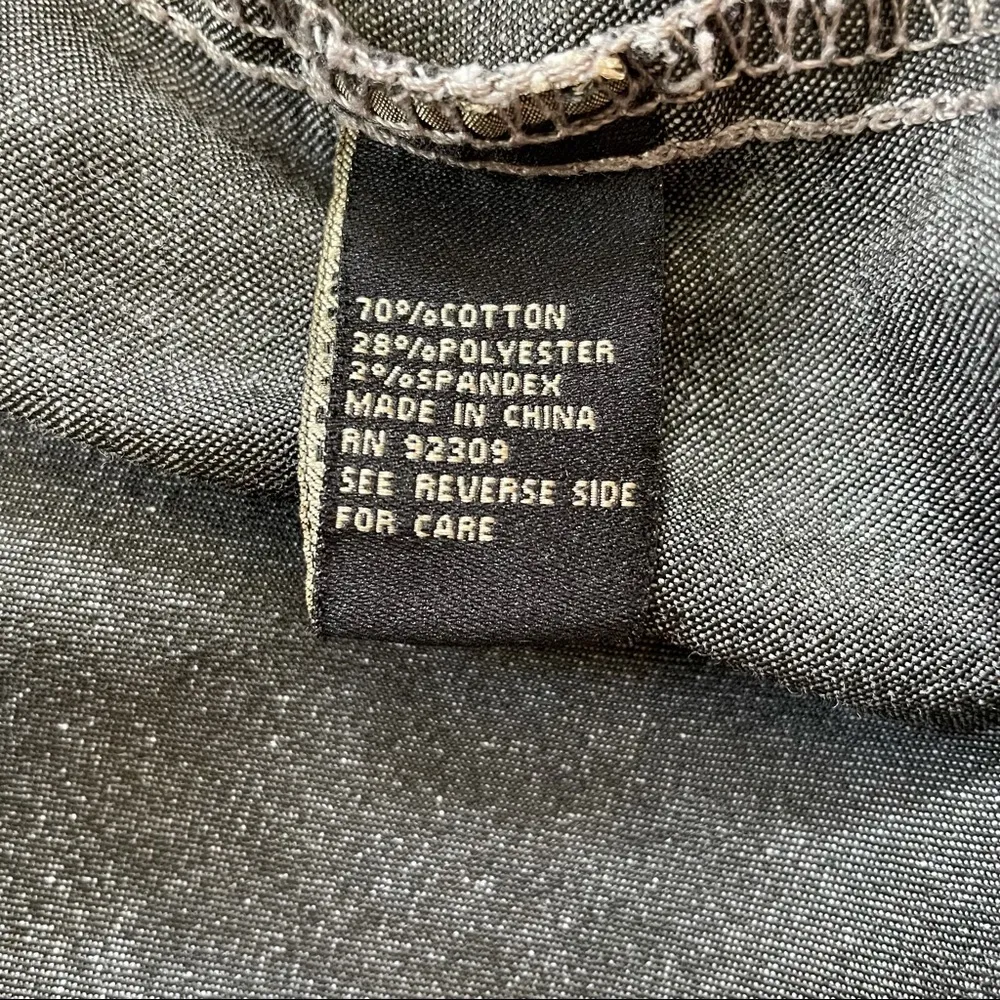 70%COTTON
28%POLYESTER
2%SPANDEX
MADE IN CHINA
RN 92309
SEE REVERSE SIDE
FOR CARE